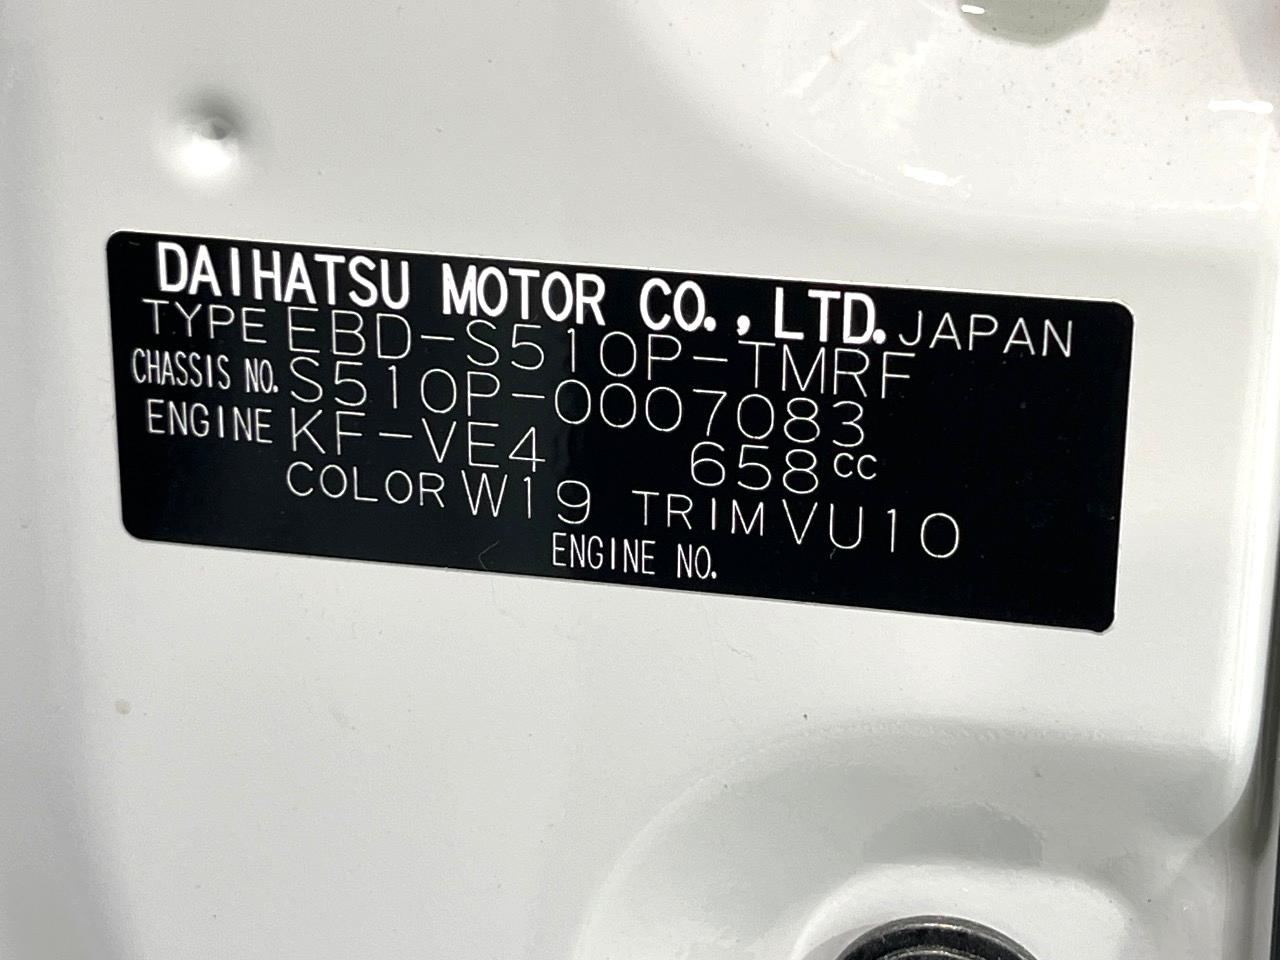 DAIHATSU MOTOR CO., LTD. JAPAN
TYPE EBD-S510P-TMRF
CHASSIS NO. S510P-0007083
ENGINE KF-VE4 658cc
COLOR W19 TRIM VU10
ENGINE NO.